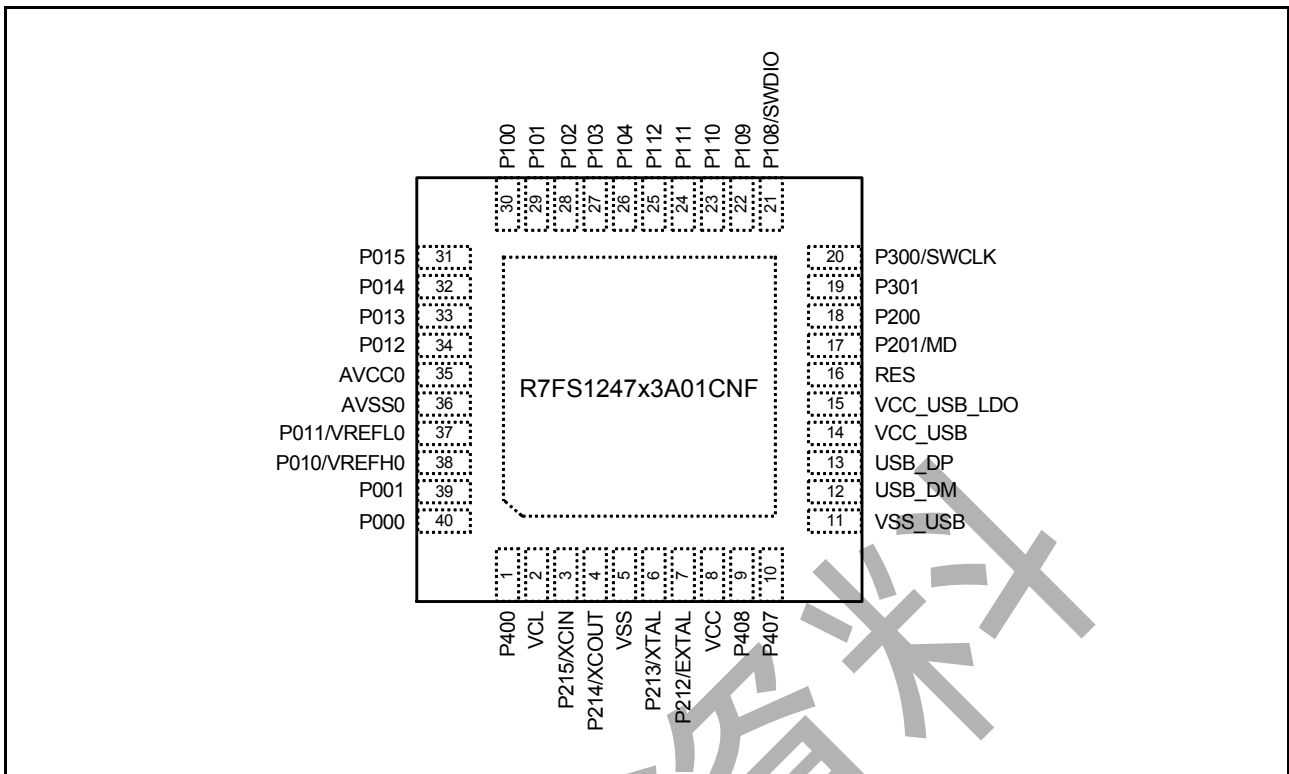 P108/SWDIO
P100
P101
P102
P103
P104
P112
P111
P110
P109
30
29
28
27
26
25
24
23
22
21
P015 31
P014 32
P013 33
P012 34
AVCC0 35
AVSS0 36
P011/VREFL0 37
P010/VREFH0 38
P001 39
P000 40
R7FS1247x3A01CNF
20 P300/SWCLK
19 P301
18 P200
17 P201/MD
16 RES
15 VCC_USB_LDO
14 VCC_USB
13 USB_DP
12 USB_DM
11 VSS_USB
1
2
3
4
5
6
7
8
9
10
P400
VCL
P215/XCIN
P214/XCOUT
VSS
P213/XTAL
P212/EXTAL
VCC
P408
P407
料